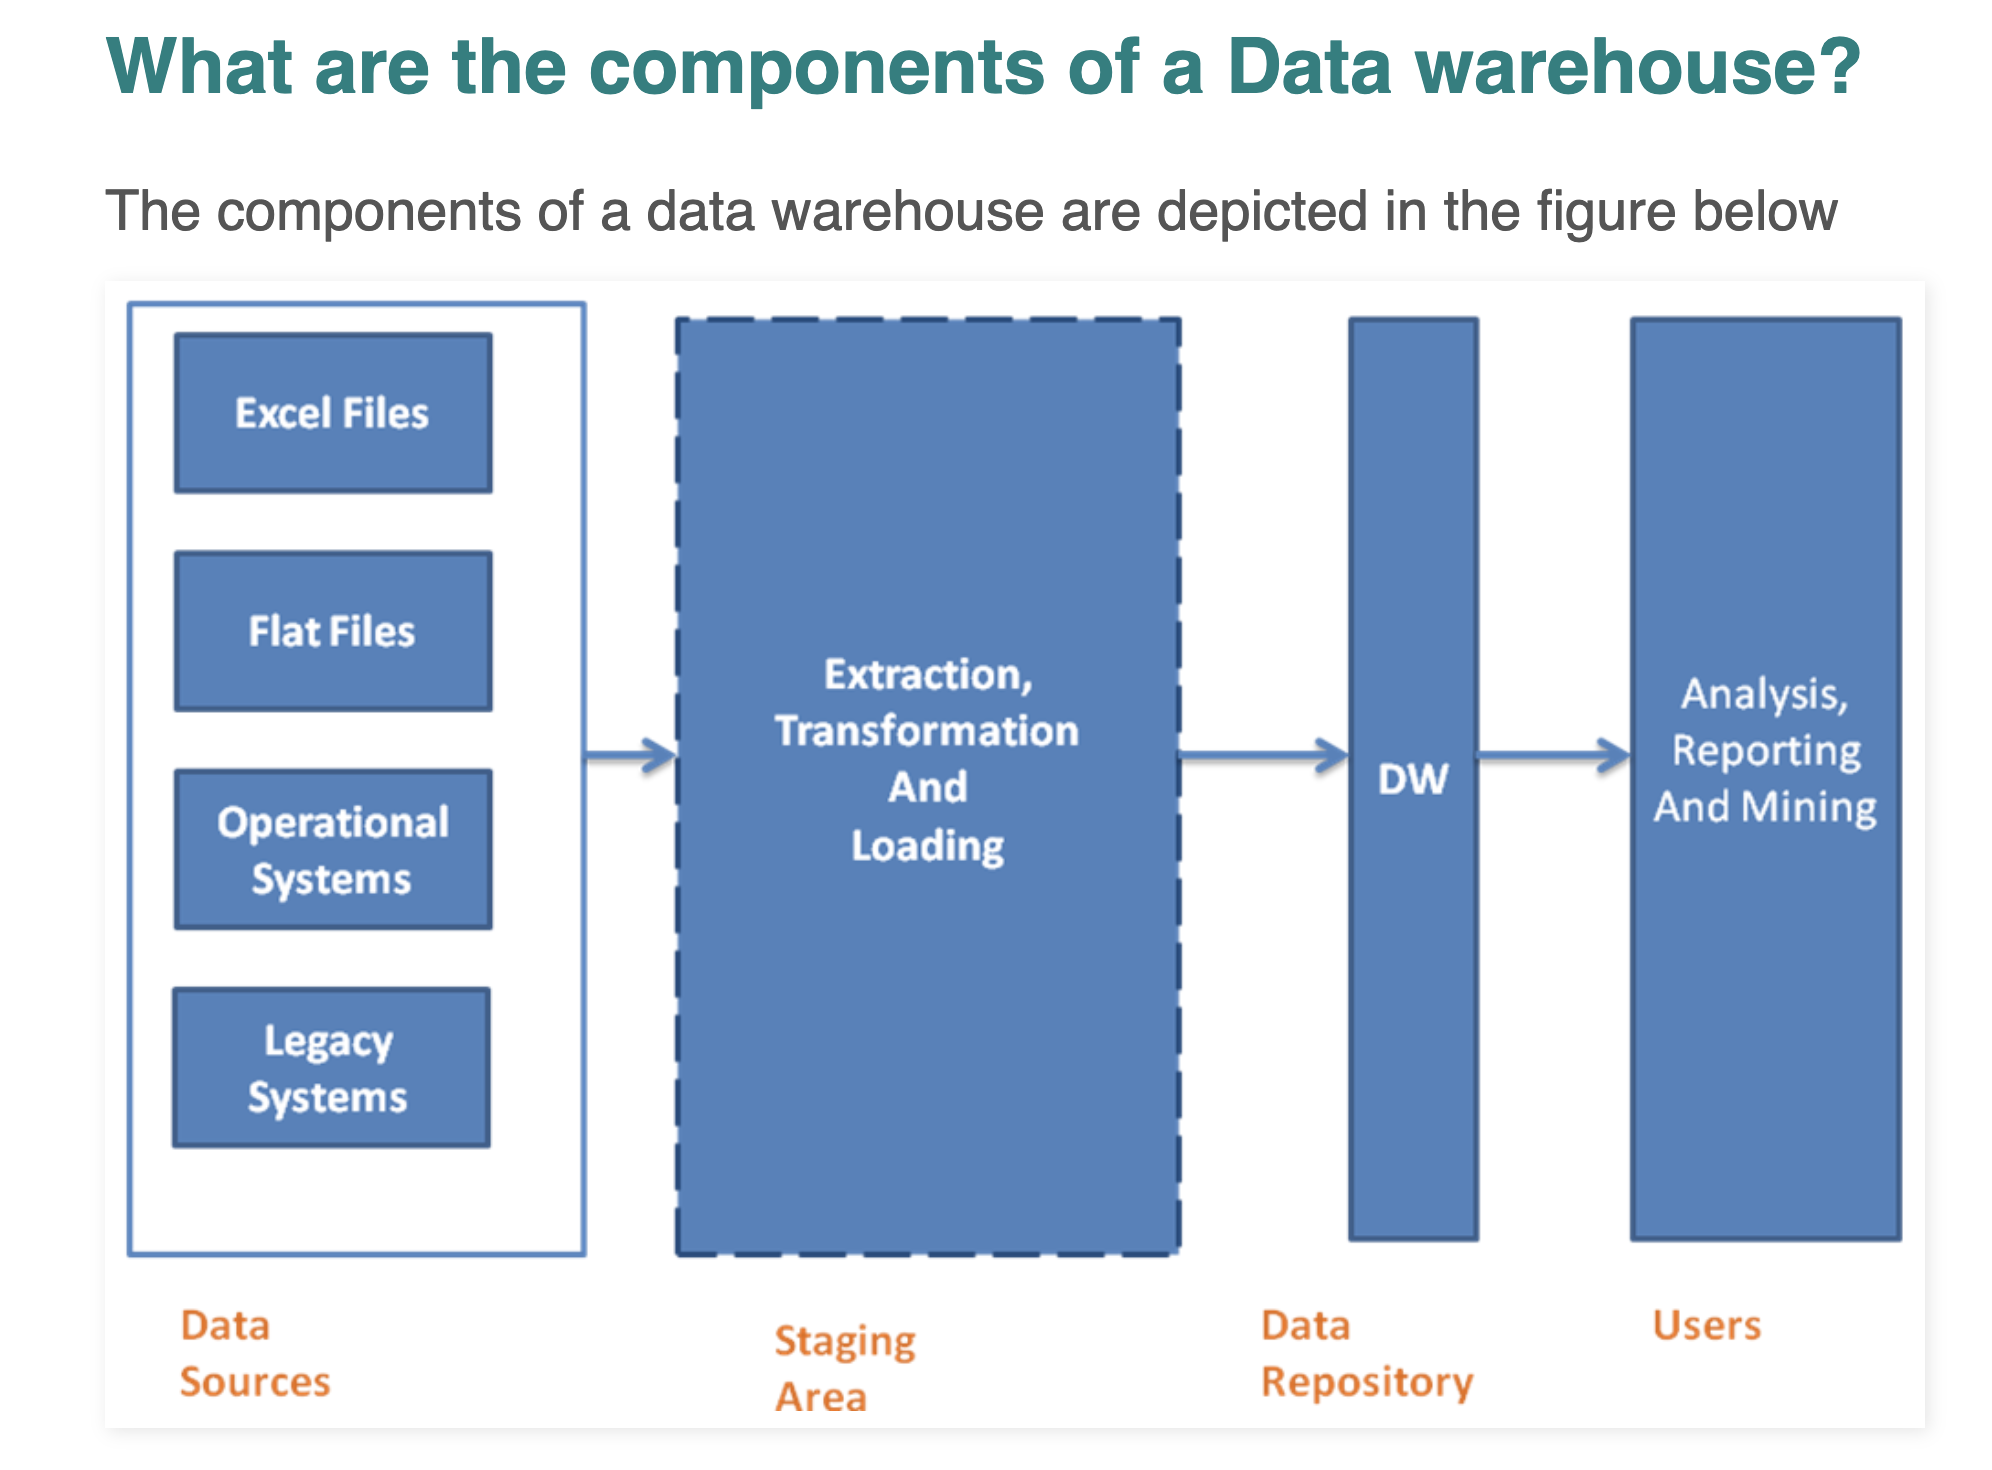 What are the components of a Data warehouse?
The components of a data warehouse are depicted in the figure below
Excel Files
Flat Files
Operational
Systems
Legacy
Systems
Extraction,
Transformation
And
Loading
DW
Analysis,
Reporting
And Mining
Data
Sources
Staging
Area
Data
Repository
Users